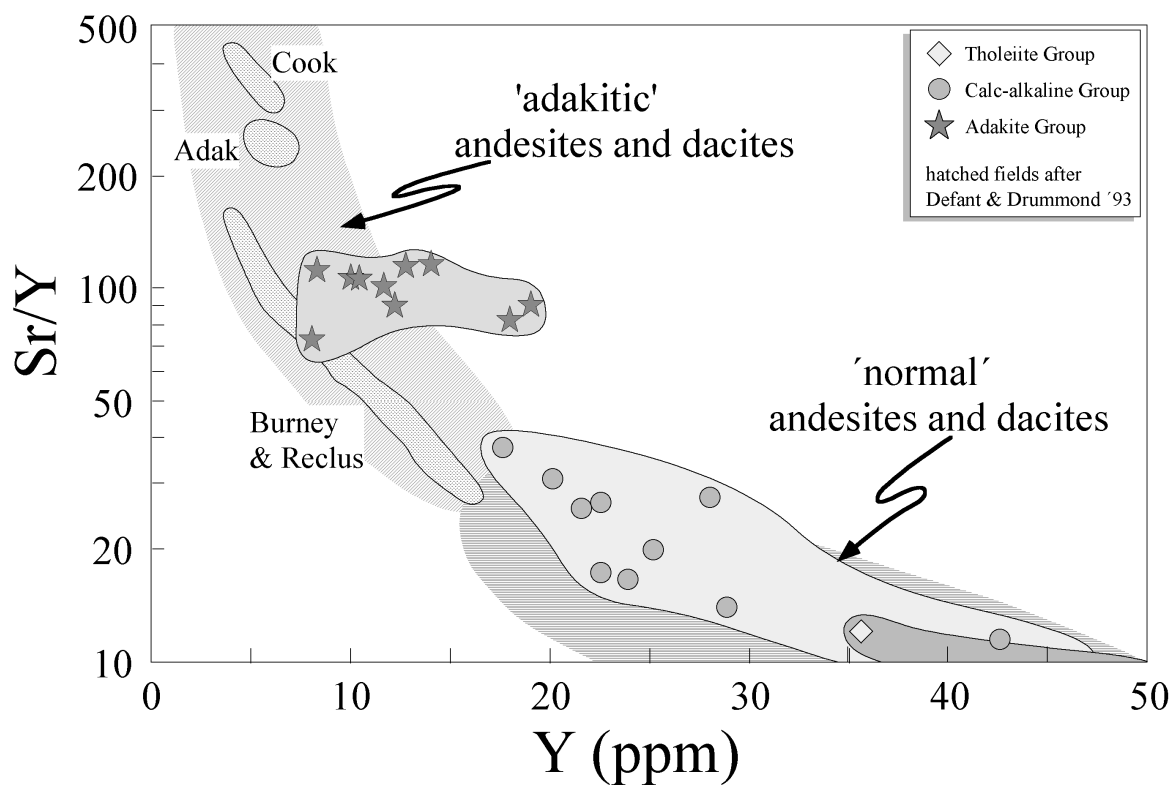 500
200
100
50
20
10
Sr/Y
Cook
Adak
'adakitic'
andesites and dacites
Burney
& Reclus
´normal´
andesites and dacites
Tholeiite Group
Calc-alkaline Group
Adakite Group
hatched fields after
Defant & Drummond ´93
0 10 20 30 40 50
Y (ppm)